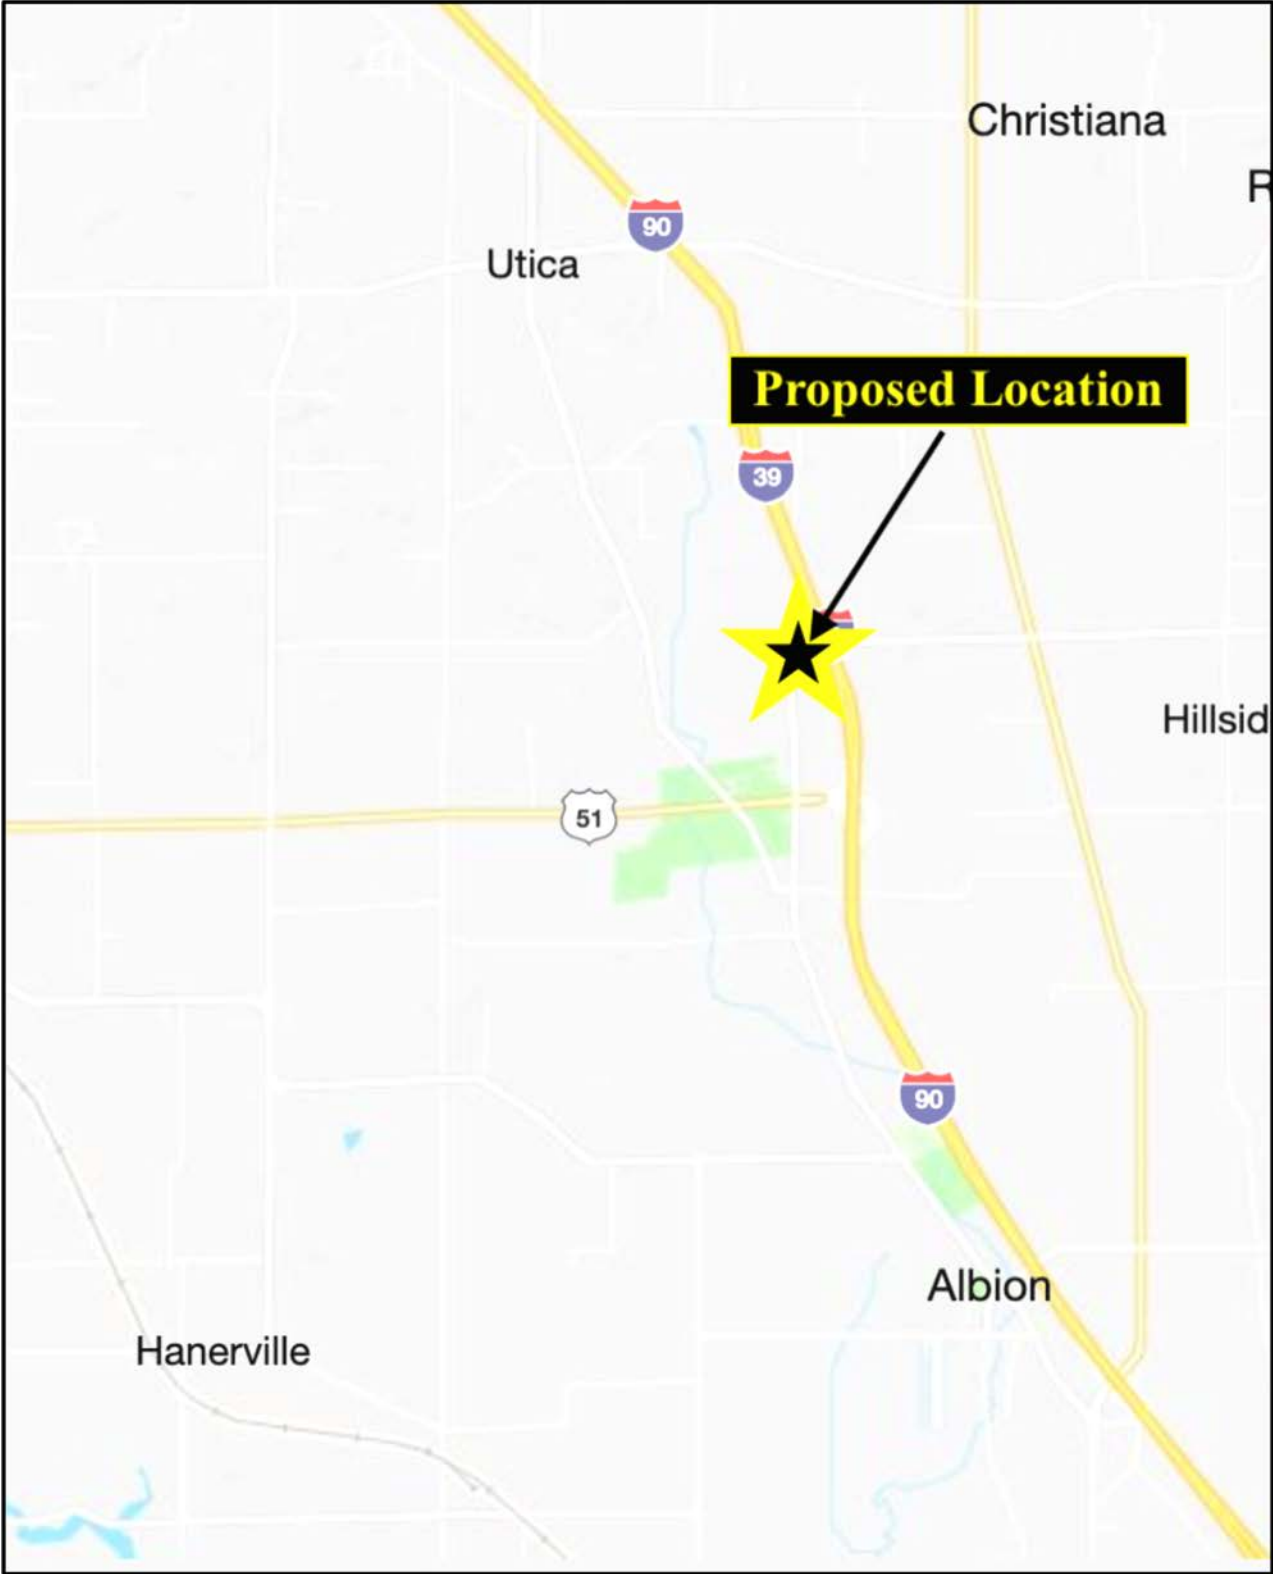 Christiana
R
90
Utica
Proposed Location
39
Hillsid
51
90
Albion
Hanerville